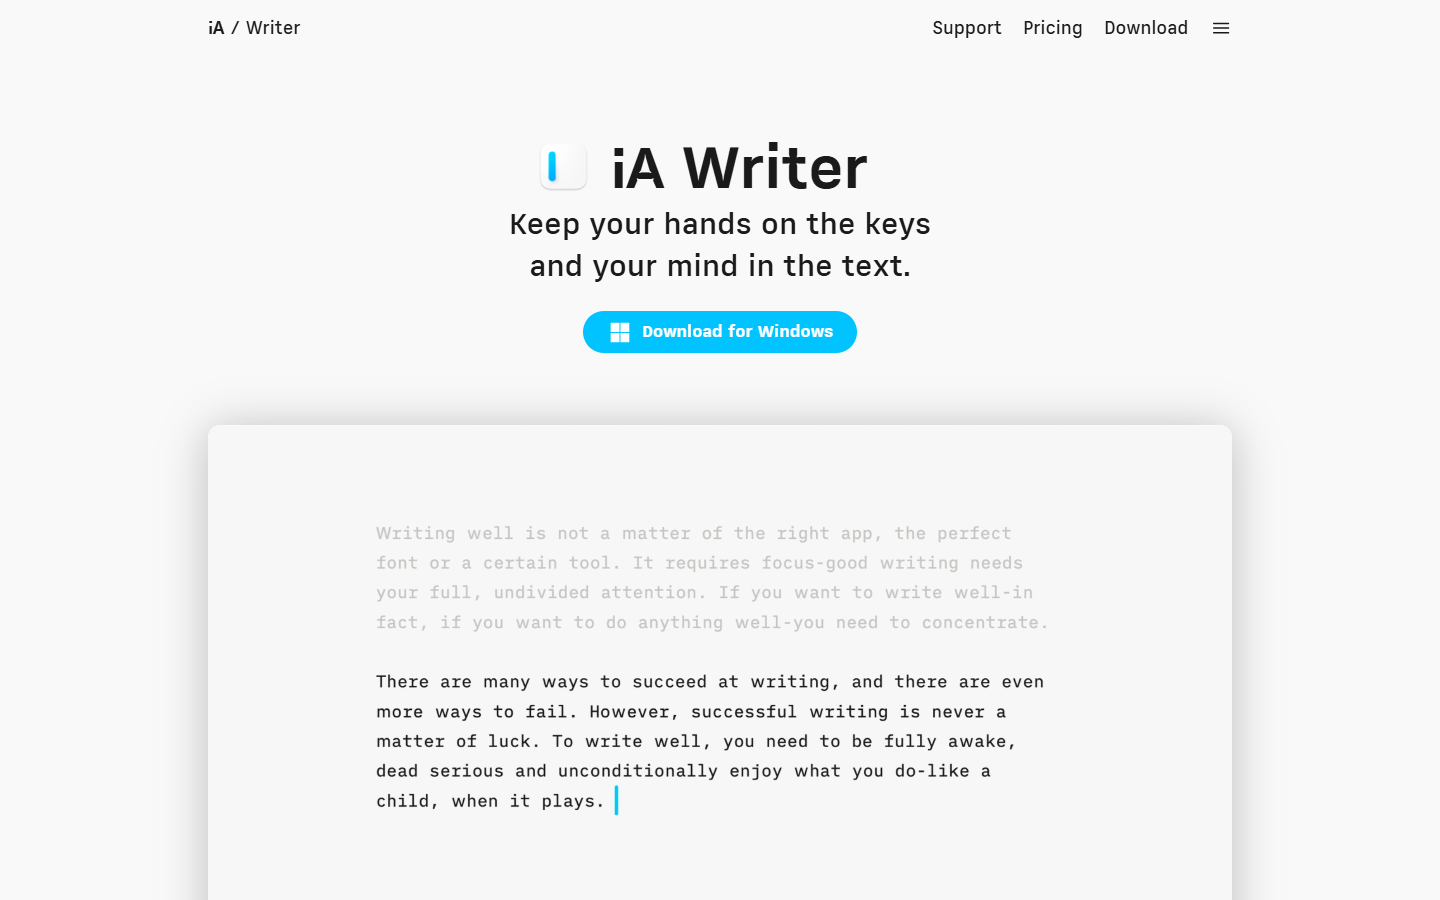 iA / Writer
Support Pricing Download
iA Writer
Keep your hands on the keys
and your mind in the text.
Download for Windows
Writing well is not a matter of the right app, the perfect
font or a certain tool. It requires focus-good writing needs
your full, undivided attention. If you want to write well-in
fact, if you want to do anything well-you need to concentrate.
There are many ways to succeed at writing, and there are even
more ways to fail. However, successful writing is never a
matter of luck. To write well, you need to be fully awake,
dead serious and unconditionally enjoy what you do-like a
child, when it plays.